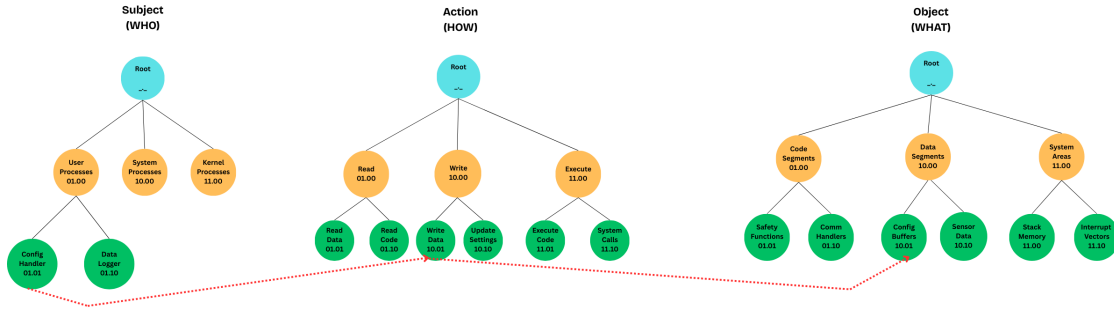 Subject
(WHO)
Action
(HOW)
Object
(WHAT)
Root
_._
Root
_._
Root
_._
User
Processes
01.00
System
Processes
10.00
Kernel
Processes
11.00
Read
01.00
Write
10.00
Execute
11.00
Code
Segments
01.00
Data
Segments
10.00
System
Areas
11.00
Config
Handler
01.01
Data
Logger
01.10
Read
Data
01.01
Read
Code
01.10
Write
Data
10.01
Update
Settings
10.10
Execute
Code
11.01
System
Calls
11.10
Safety
Functions
01.01
Comm
Handlers
01.10
Config
Buffers
10.01
Sensor
Data
10.10
Stack
Memory
11.00
Interrupt
Vectors
11.10